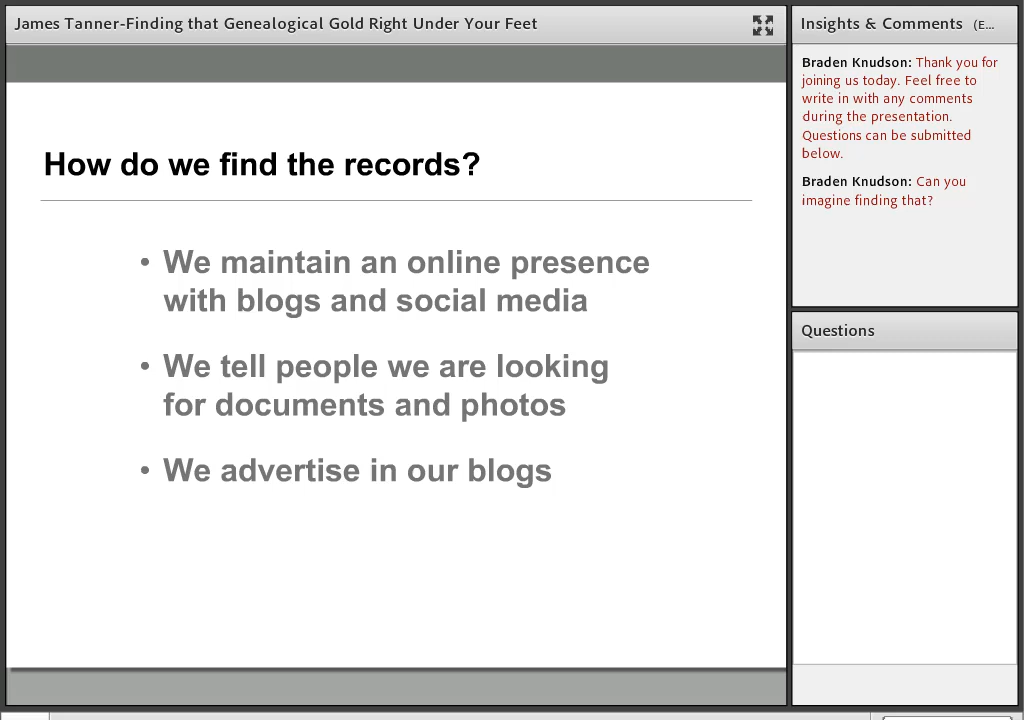 James Tanner-Finding that Genealogical Gold Right Under Your Feet
How do we find the records?
• We maintain an online presence
with blogs and social media
• We tell people we are looking
for documents and photos
• We advertise in our blogs
Insights & Comments (E...
Braden Knudson: Thank you for
joining us today. Feel free to
write in with any comments
during the presentation.
Questions can be submitted
below.
Braden Knudson: Can you
imagine finding that?
Questions